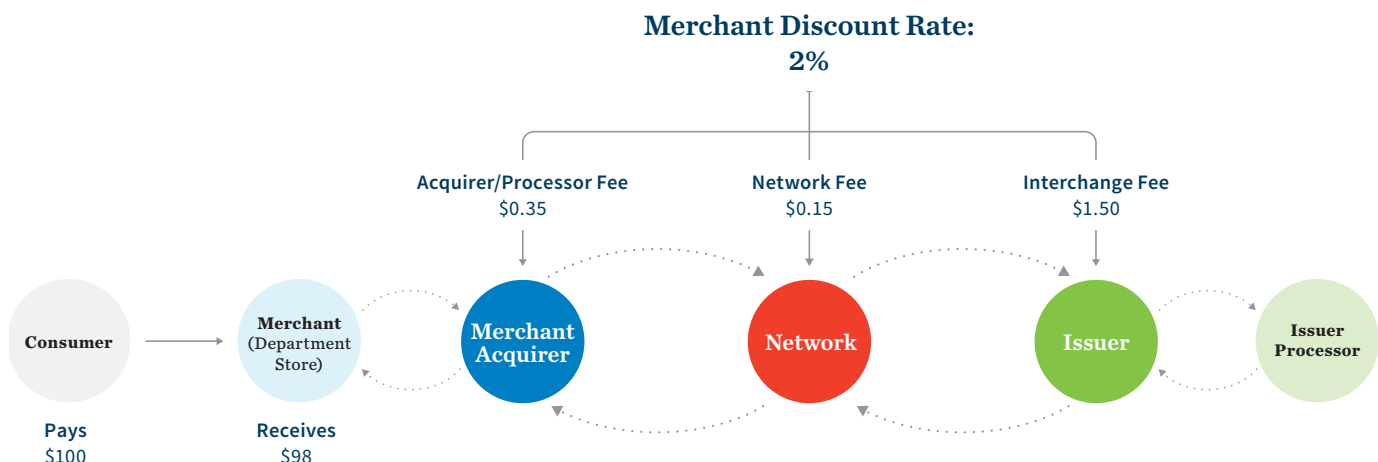 Merchant Discount Rate:
2%
Acquirer/Processor Fee
$0.35
Network Fee
$0.15
Interchange Fee
$1.50
Consumer
Merchant
(Department
Store)
Merchant
Acquirer
Network
Issuer
Issuer
Processor
Pays
$100
Receives
$98